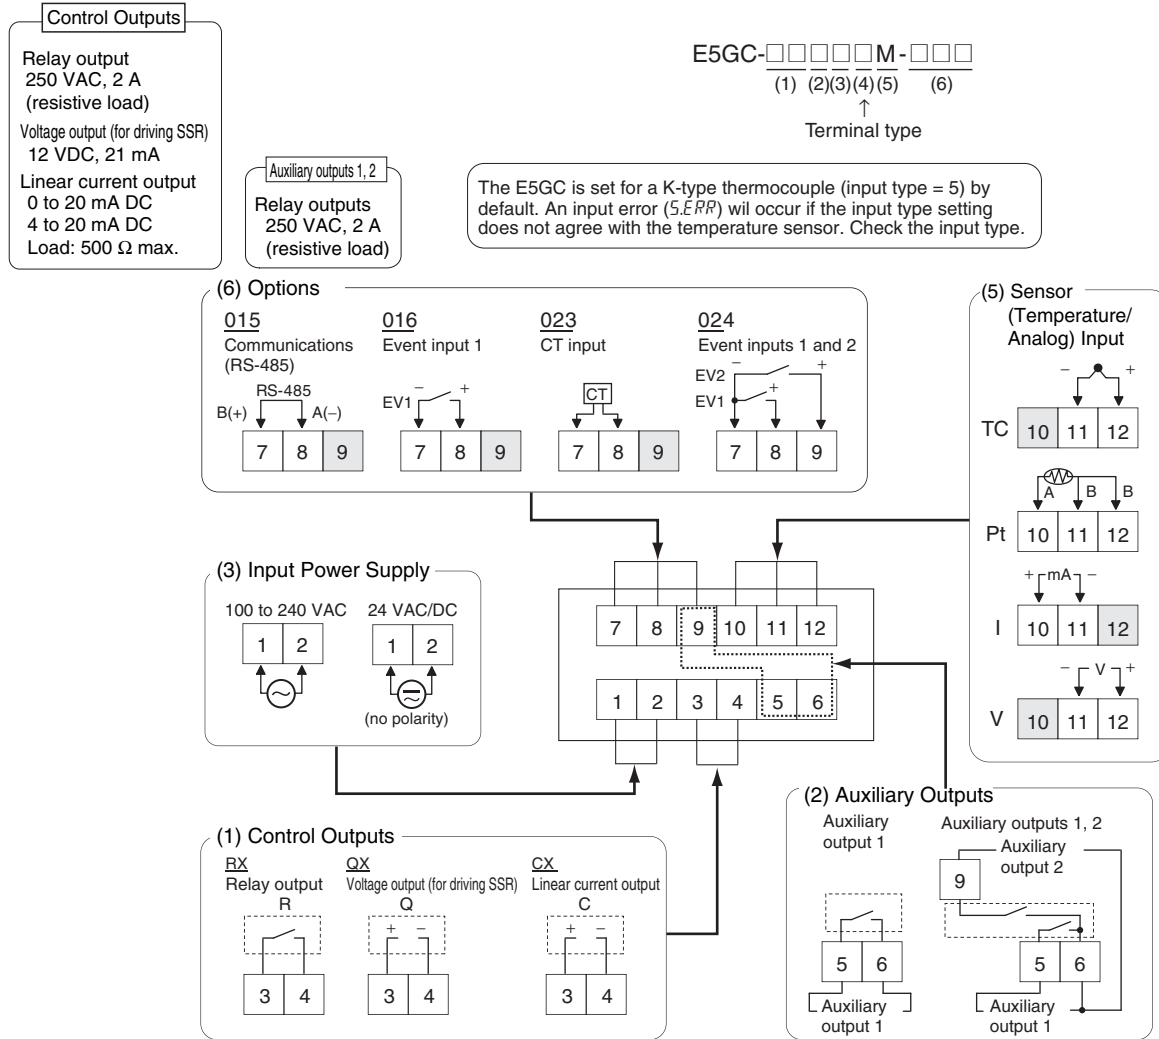 Control Outputs
Relay output
250 VAC, 2 A
(resistive load)
Voltage output (for driving SSR)
12 VDC, 21 mA
Linear current output
0 to 20 mA DC
4 to 20 mA DC
Load: 500 Ω max.
Auxiliary outputs 1, 2
Relay outputs
250 VAC, 2 A
(resistive load)
E5GC-□□□□□M-□□□
(1) (2)(3)(4)(5) (6)
↑
Terminal type
The E5GC is set for a K-type thermocouple (input type = 5) by
default. An input error (S.ERR) wil occur if the input type setting
does not agree with the temperature sensor. Check the input type.
(6) Options
015
Communications
(RS-485)
RS-485
B(+) A(−)
7 8 9
016
Event input 1
− +
EV1
7 8 9
023
CT input
CT
7 8 9
024
Event inputs 1 and 2
− +
EV2
+
EV1
7 8 9
(5) Sensor
(Temperature/
Analog) Input
− +
TC 10 11 12
A B B
Pt 10 11 12
+ mA −
I 10 11 12
− V +
V 10 11 12
(3) Input Power Supply
100 to 240 VAC
1 2
24 VAC/DC
1 2
(no polarity)
7 8 9 10 11 12
1 2 3 4 5 6
(1) Control Outputs
RX
Relay output
R
3 4
QX
Voltage output (for driving SSR)
Q
+ −
3 4
CX
Linear current output
C
+ −
3 4
(2) Auxiliary Outputs
Auxiliary
output 1
5 6
Auxiliary
output 1
Auxiliary outputs 1, 2
Auxiliary
output 2
9
5 6
Auxiliary
output 1